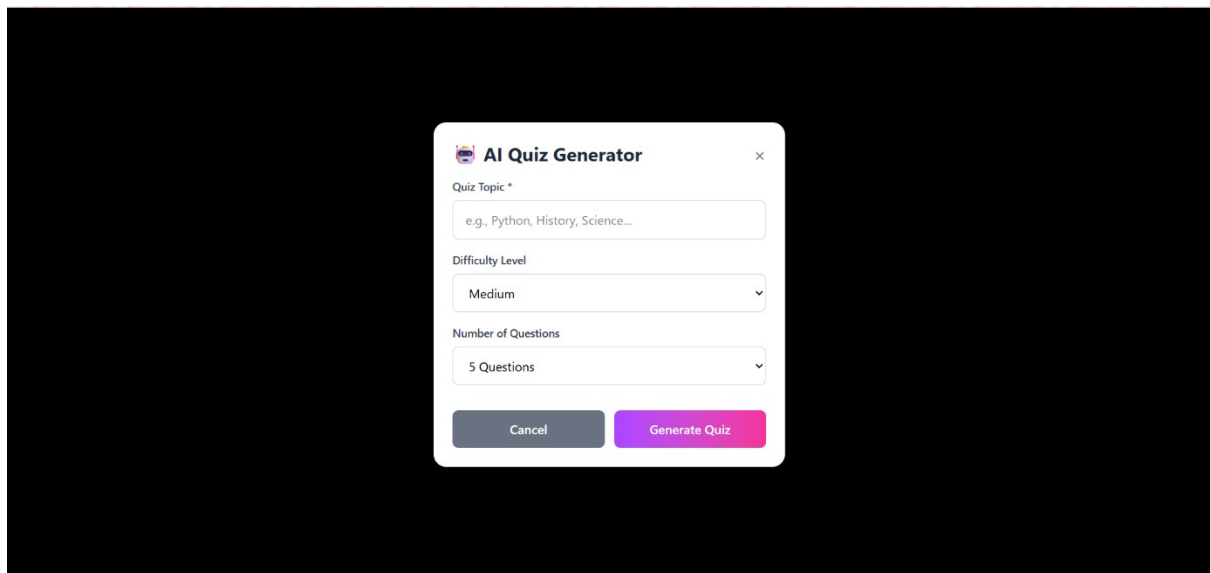 AI Quiz Generator ×
Quiz Topic *
e.g., Python, History, Science...
Difficulty Level
Medium
Number of Questions
5 Questions
Cancel Generate Quiz